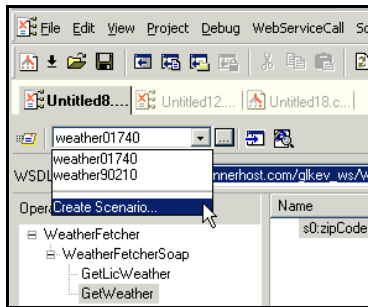 File Edit View Project Debug WebServiceCall
Untitled8.... Untitled12.... Untitled18.c...
weather01740
weather01740
WSDL weather90210 nnerhost.com/glkev_ws/W
Create Scenario...
Name
WeatherFetcher s0:zipCode
WeatherFetcherSoap
GetLicWeather
GetWeather